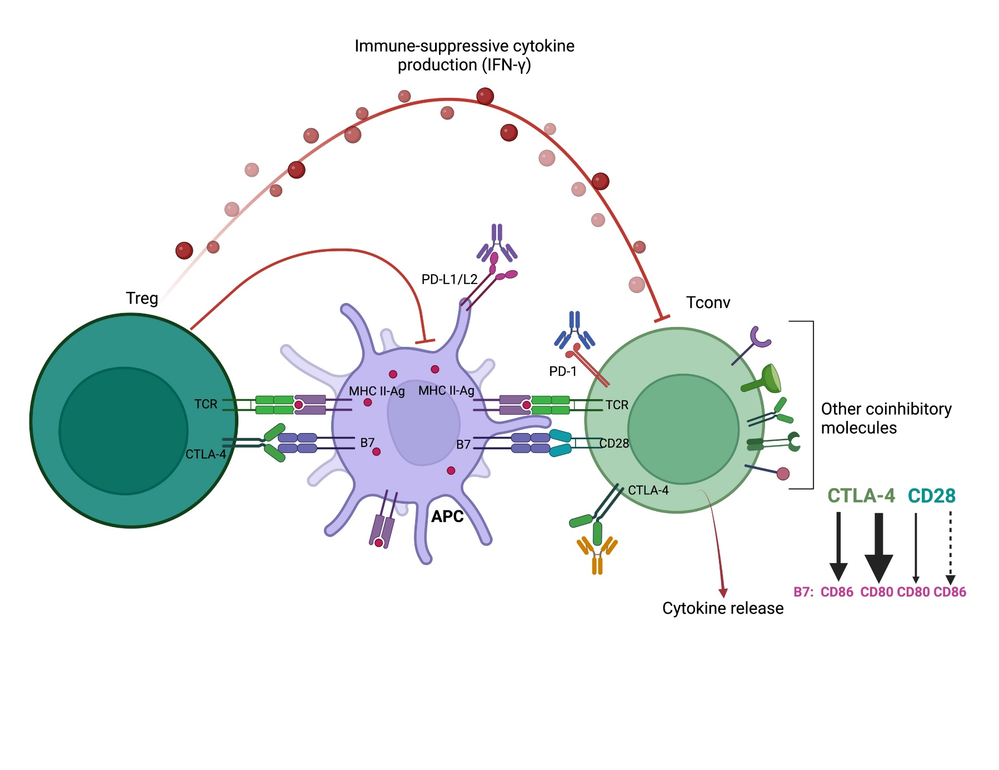 Immune-suppressive cytokine
production (IFN-γ)
PD-L1/L2
Treg
Tconv
PD-1
MHC II-Ag MHC II-Ag
TCR
TCR
Other coinhibitory
molecules
B7
B7
CD28
CTLA-4
CTLA-4
APC
CTLA-4 CD28
B7: CD86 CD80 CD80 CD86
Cytokine release